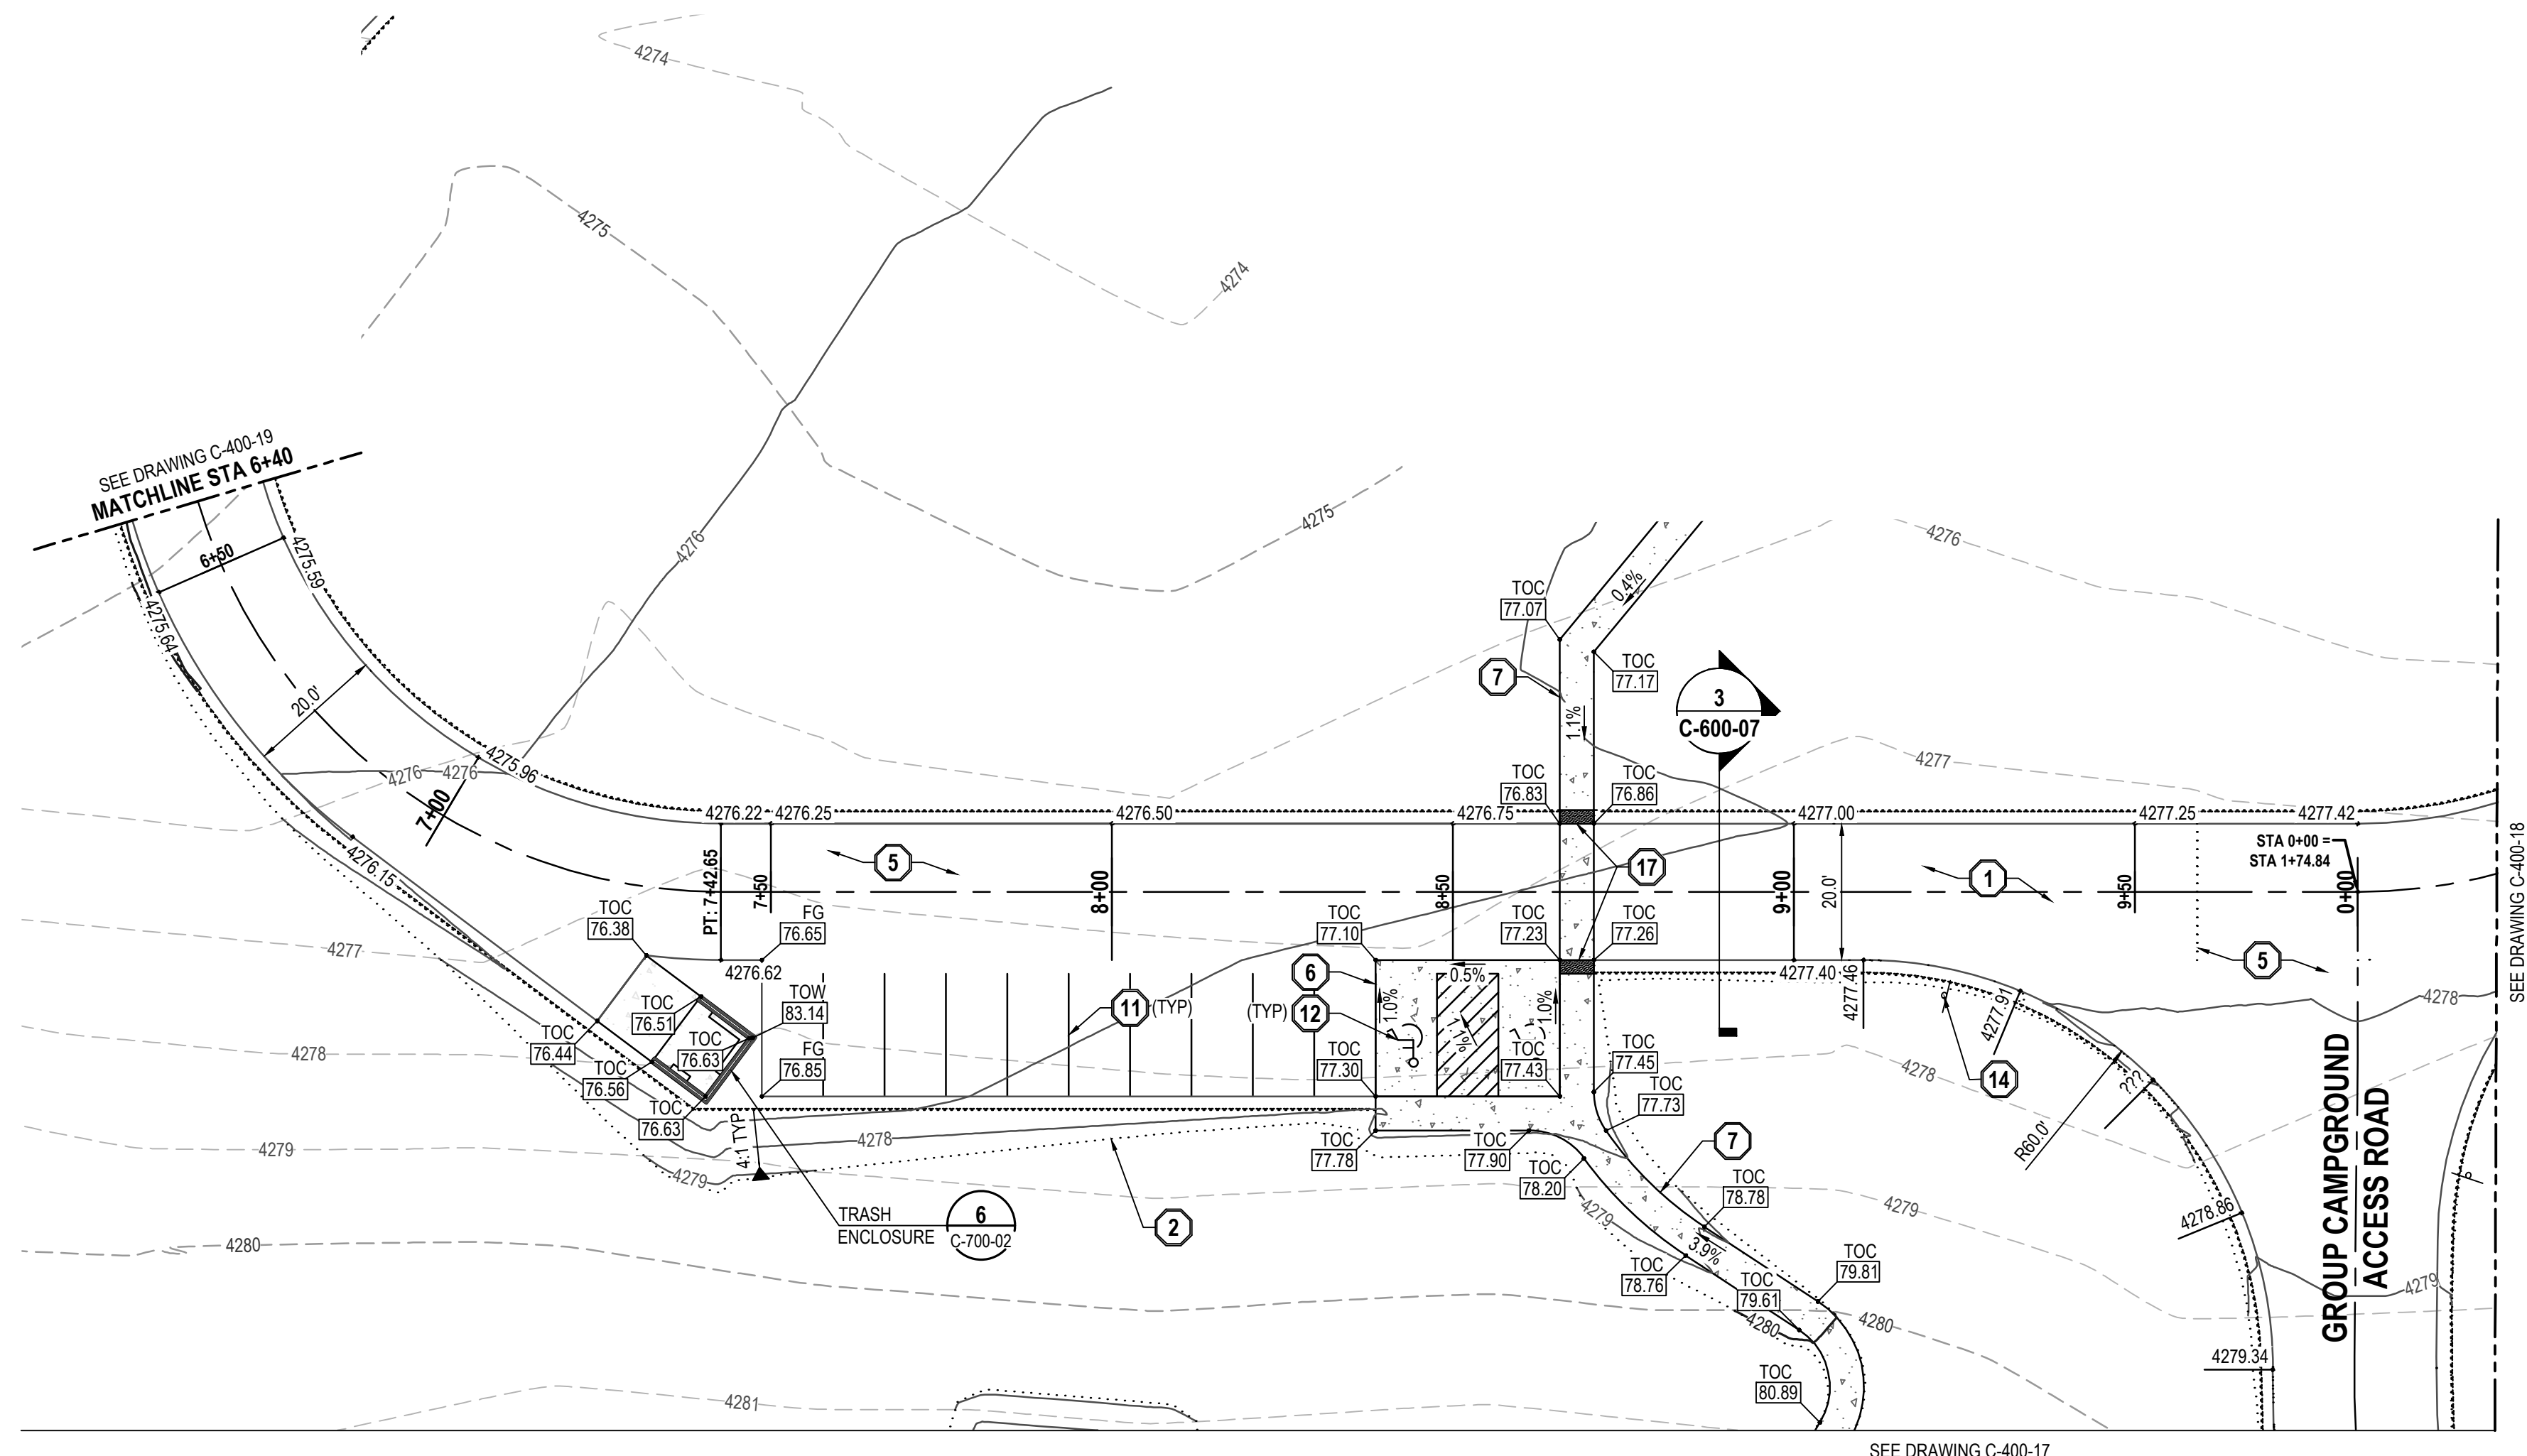 4274
4275
4274
4275
4276
4276
SEE DRAWING C-400-19
MATCHLINE STA 6+40
6+50
4275.59
4275.64
20.0'
4275.96
4276
4276
7+00
4276.15
TOC
77.07
0.4%
TOC
77.17
7
1.1%
3
C-600-07
4277
TOC
76.83
TOC
76.86
4276.22
4276.25
4276.50
4276.75
4277.00
4277.25
4277.42
STA 0+00 =
STA 1+74.84
SEE DRAWING C-400-18
PT: 7+42.65
7+50
5
8+00
8+50
17
9+00
20.0'
1
9+50
0+00
TOC
76.38
FG
76.65
TOC
77.10
TOC
77.23
TOC
77.26
4277
4276.62
6
0.5%
4277.40
4277.46
5
4278
TOC
76.51
TOW
83.14
11
(TYP)
(TYP)
12
1.0%
1.1%
1.0%
4277.91
4278
TOC
76.44
TOC
76.63
FG
76.85
TOC
77.30
TOC
77.43
TOC
77.45
14
4278
TOC
76.56
TOC
76.63
TOC
77.73
???
R60.0'
4:1 TYP
4278
4279
4279
TOC
77.78
TOC
77.90
TOC
78.20
7
TOC
78.78
4279
4279
4278.86
TRASH
ENCLOSURE
6
C-700-02
2
4280
3.9%
TOC
78.76
TOC
79.61
TOC
79.81
4280
4280
4279
GROUP CAMPGROUND
ACCESS ROAD
4279.34
TOC
80.89
4281
SEE DRAWING C-400-17